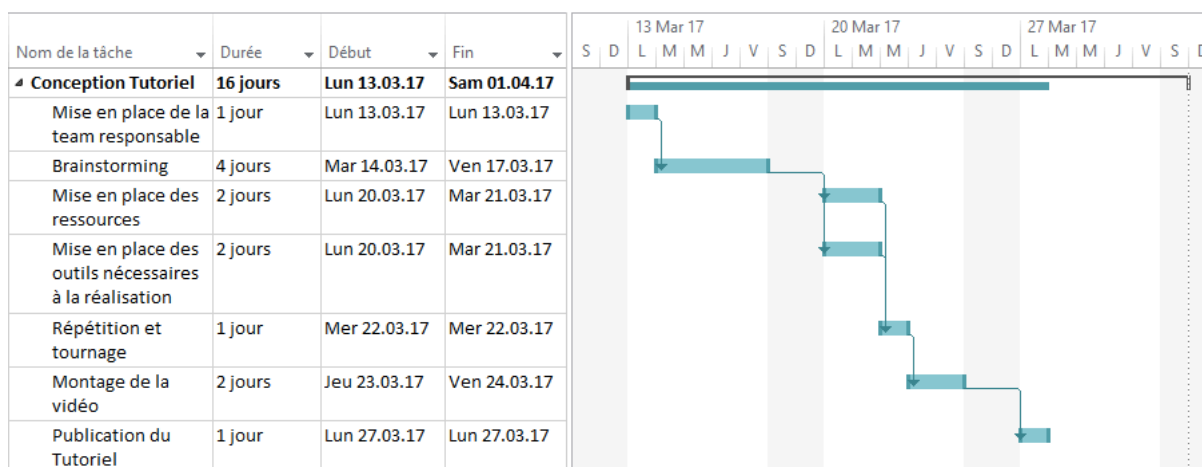 13 Mar 17 20 Mar 17 27 Mar 17
Nom de la tâche Durée Début Fin S D L M M J V S D L M M J V S D L M M J V S D
Conception Tutoriel 16 jours Lun 13.03.17 Sam 01.04.17
Mise en place de la 1 jour Lun 13.03.17 Lun 13.03.17
team responsable
Brainstorming 4 jours Mar 14.03.17 Ven 17.03.17
Mise en place des 2 jours Lun 20.03.17 Mar 21.03.17
ressources
Mise en place des 2 jours Lun 20.03.17 Mar 21.03.17
outils nécessaires
à la réalisation
Répétition et 1 jour Mer 22.03.17 Mer 22.03.17
tournage
Montage de la 2 jours Jeu 23.03.17 Ven 24.03.17
vidéo
Publication du 1 jour Lun 27.03.17 Lun 27.03.17
Tutoriel